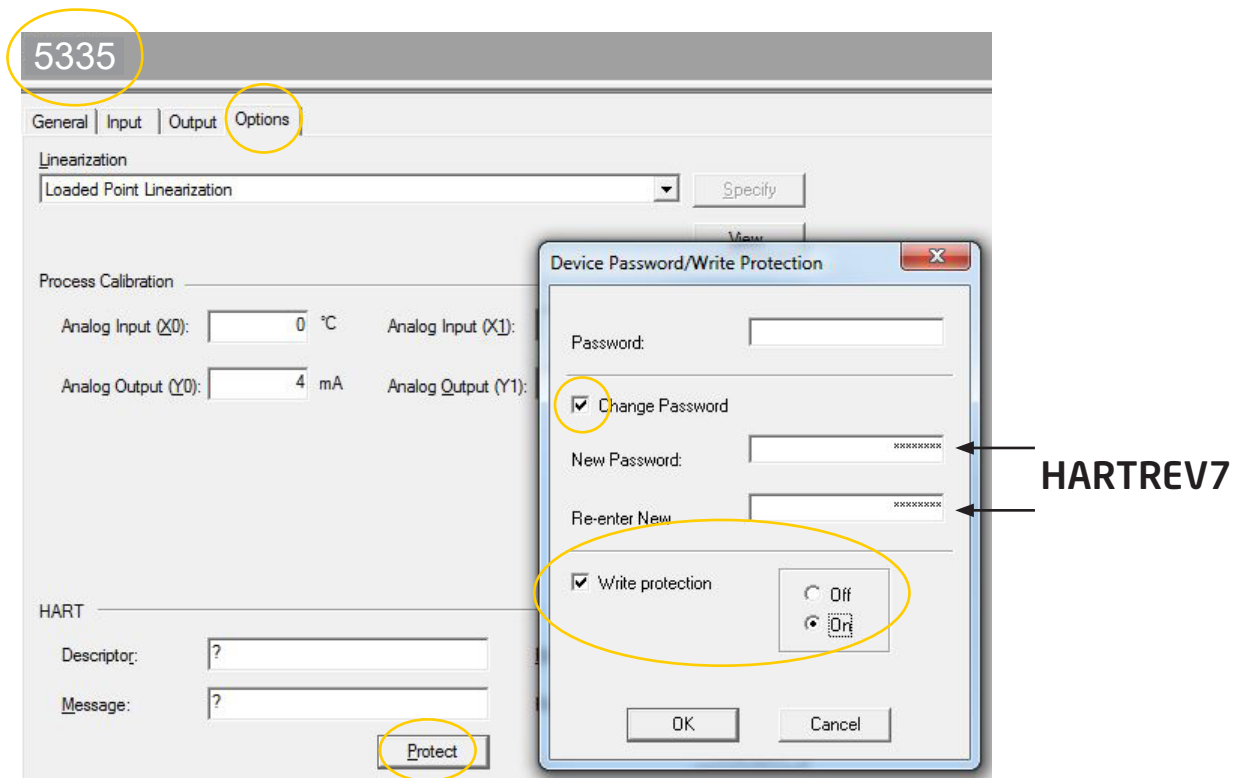 5335
General Input Output Options
Linearization
Loaded Point Linearization
Specify
View
Process Calibration
Analog Input (X0): 0 °C Analog Input (X1):
Analog Output (Y0): 4 mA Analog Output (Y1):
HART
Descriptor: ?
Message: ?
Protect
Device Password/Write Protection
Password:
Change Password
New Password: ********
Re-enter New ********
Write protection
Off
On
OK Cancel
HARTREV7